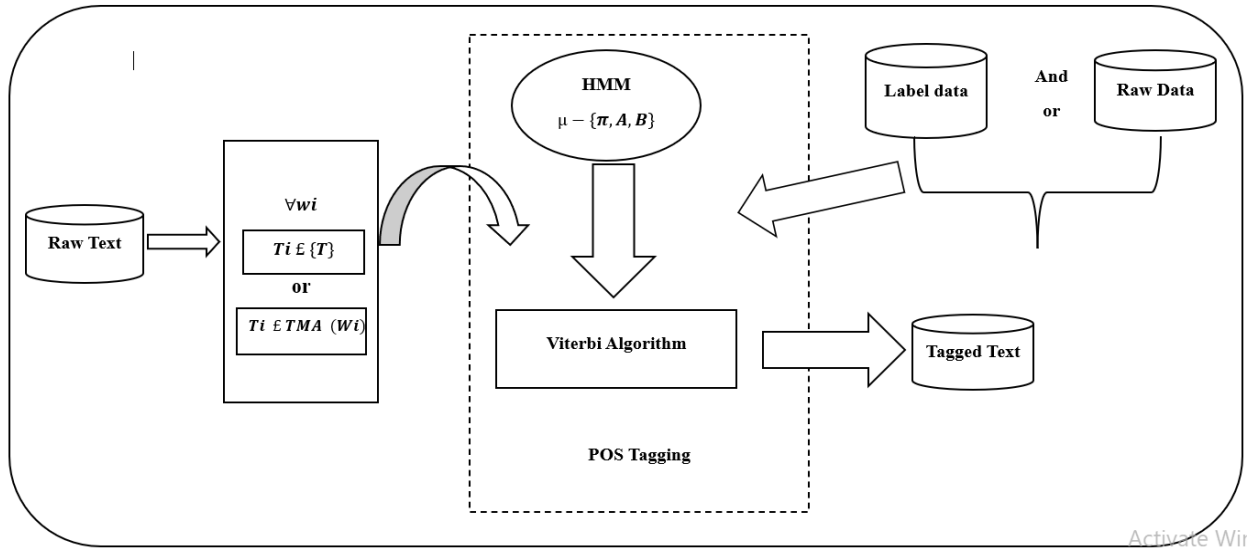 HMM
μ − {π, A, B}
Label data
And
or
Raw Data
Raw Text
∀wi
Ti £ {T}
or
Ti £ TMA (Wi)
Viterbi Algorithm
Tagged Text
POS Tagging
Activate Wi